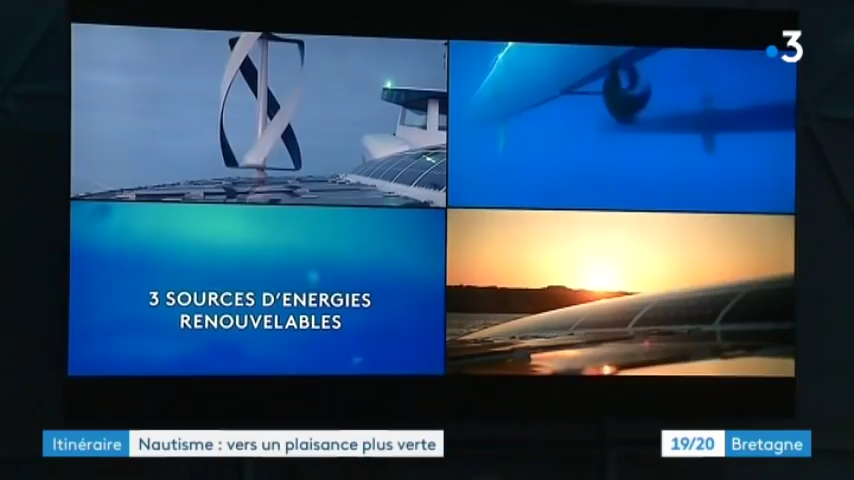 3
3 SOURCES D'ENERGIES
RENOUVELABLES
Itinéraire
Nautisme : vers un plaisance plus verte
19/20
Bretagne